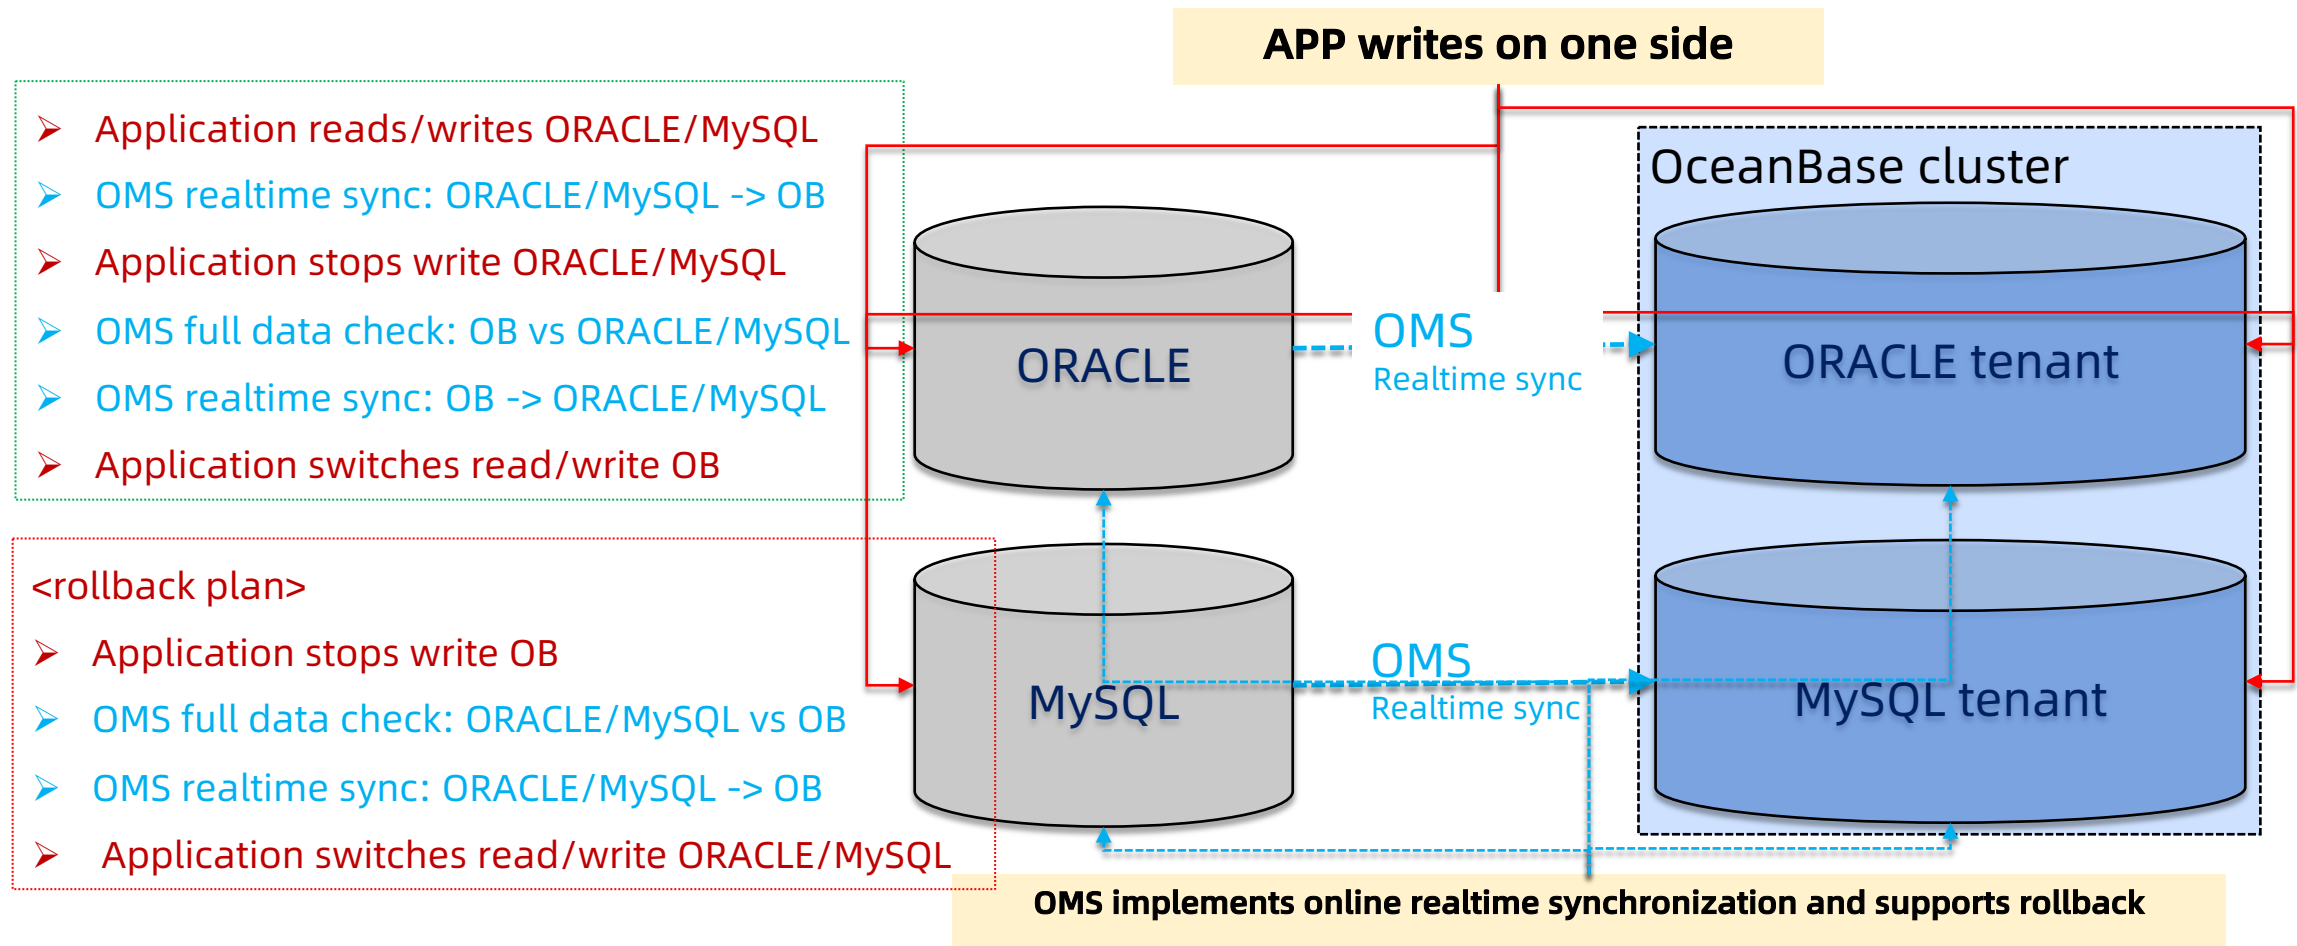 APP writes on one side
➢ Application reads/writes ORACLE/MySQL
➢ OMS realtime sync: ORACLE/MySQL -> OB
➢ Application stops write ORACLE/MySQL
➢ OMS full data check: OB vs ORACLE/MySQL
➢ OMS realtime sync: OB -> ORACLE/MySQL
➢ Application switches read/write OB
<rollback plan>
➢ Application stops write OB
➢ OMS full data check: ORACLE/MySQL vs OB
➢ OMS realtime sync: ORACLE/MySQL -> OB
➢ Application switches read/write ORACLE/MySQL
ORACLE
OMS
Realtime sync
OceanBase cluster
ORACLE tenant
MySQL
OMS
Realtime sync
MySQL tenant
OMS implements online realtime synchronization and supports rollback